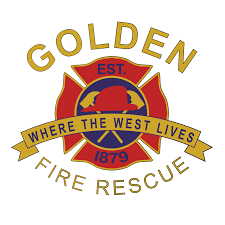 GOLDEN
EST.
WHERE THE WEST LIVES
1879
FIRE RESCUE